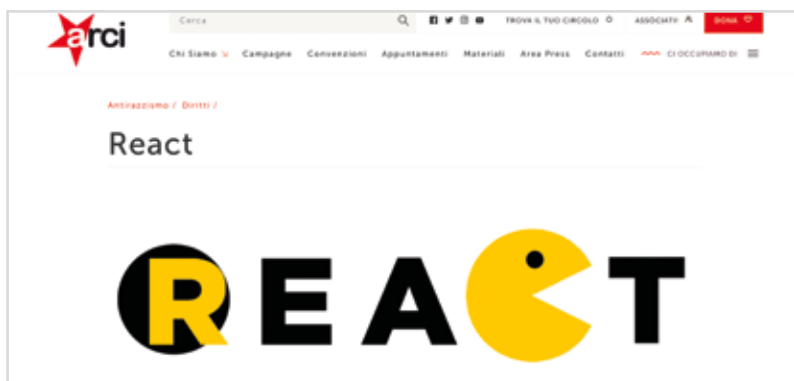 arci
Cerca
TROVA IL TUO CIRCOLO
ASSOCIATI!
DONA
Chi Siamo
Campagne
Convenzioni
Appuntamenti
Materiali
Area Press
Contatti
CI OCCUPIAMO DI
Antirazzismo / Diritti /
React
REACT